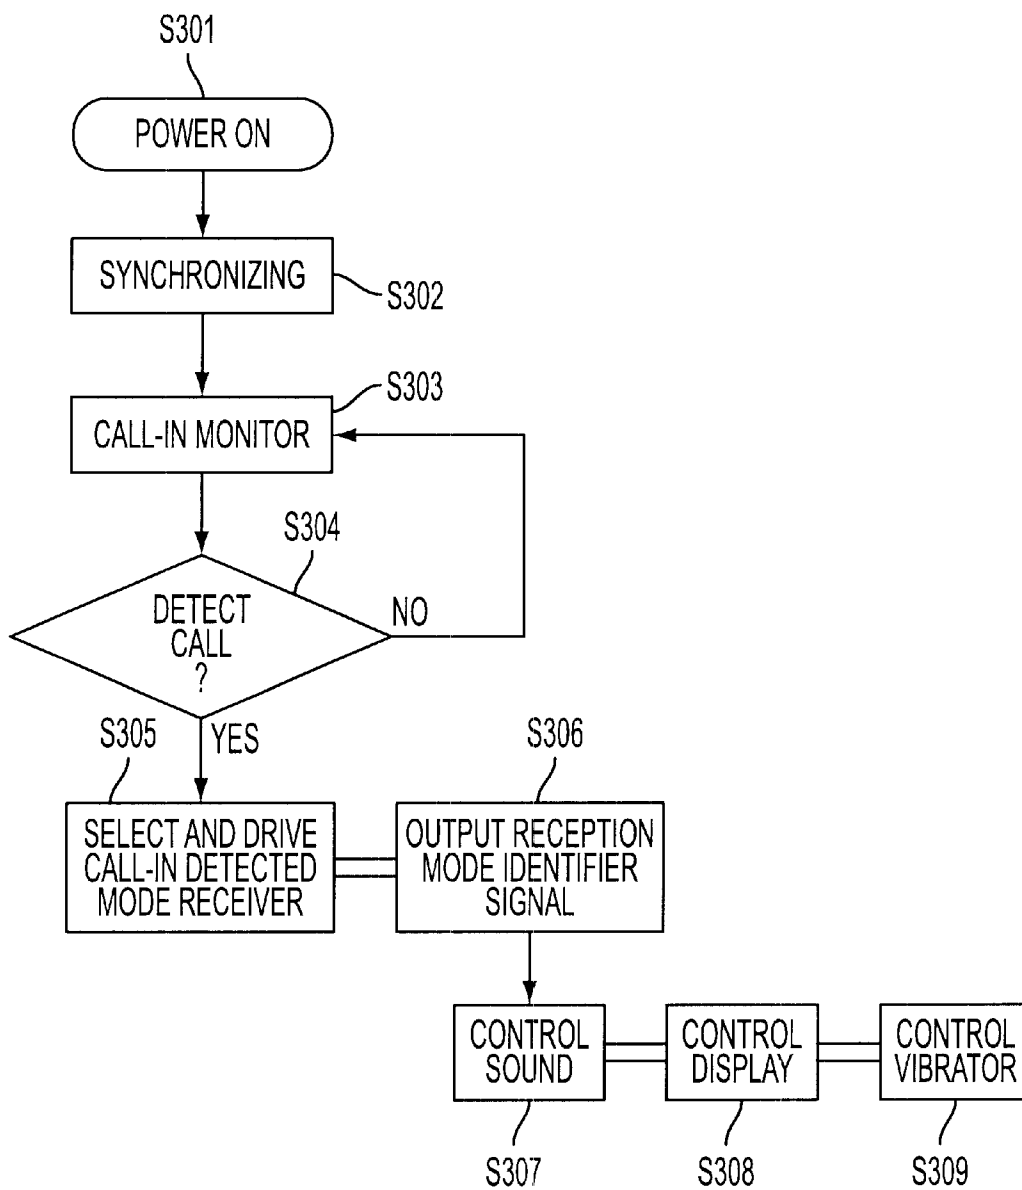 S301
POWER ON
SYNCHRONIZING
S302
S303
CALL-IN MONITOR
S304
DETECT
CALL
?
NO
YES
S305
S306
SELECT AND DRIVE
CALL-IN DETECTED
MODE RECEIVER
OUTPUT RECEPTION
MODE IDENTIFIER
SIGNAL
CONTROL
SOUND
CONTROL
DISPLAY
CONTROL
VIBRATOR
S307
S308
S309